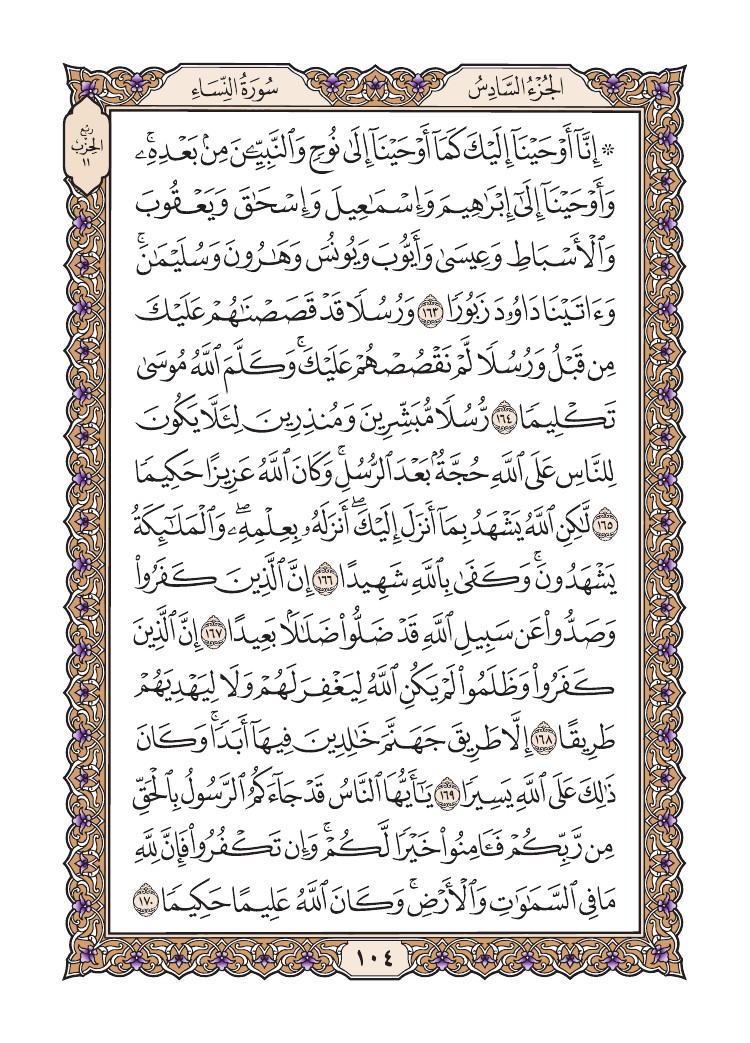 الجُزْءُ السَّادِسُ
سُورَةُ النِّسَاءِ
رُبْع
الحِزْب
١١
۞ إِنَّآ أَوْحَيْنَآ إِلَيْكَ كَمَآ أَوْحَيْنَآ إِلَىٰ نُوحٖ وَٱلنَّبِيِّـۧنَ مِنۢ بَعْدِهِۦۚ
وَأَوْحَيْنَآ إِلَىٰٓ إِبْرَٰهِيمَ وَإِسْمَٰعِيلَ وَإِسْحَٰقَ وَيَعْقُوبَ
وَٱلْأَسْبَاطِ وَعِيسَىٰ وَأَيُّوبَ وَيُونُسَ وَهَٰرُونَ وَسُلَيْمَٰنَۚ
وَءَاتَيْنَا دَاوُۥدَ زَبُورٗا ١٦٣ وَرُسُلٗا قَدْ قَصَصْنَٰهُمْ عَلَيْكَ
مِن قَبْلُ وَرُسُلٗا لَّمْ نَقْصُصْهُمْ عَلَيْكَۚ وَكَلَّمَ ٱللَّهُ مُوسَىٰ
تَكْلِيمٗا ١٦٤ رُّسُلٗا مُّبَشِّرِينَ وَمُنذِرِينَ لِئَلَّا يَكُونَ
لِلنَّاسِ عَلَى ٱللَّهِ حُجَّةُۢ بَعْدَ ٱلرُّسُلِۚ وَكَانَ ٱللَّهُ عَزِيزًا حَكِيمٗا
١٦٥ لَّٰكِنِ ٱللَّهُ يَشْهَدُ بِمَآ أَنزَلَ إِلَيْكَۖ أَنزَلَهُۥ بِعِلْمِهِۦۖ وَٱلْمَلَٰٓئِكَةُ
يَشْهَدُونَۚ وَكَفَىٰ بِٱللَّهِ شَهِيدًا ١٦٦ إِنَّ ٱلَّذِينَ كَفَرُوا۟
وَصَدُّوا۟ عَن سَبِيلِ ٱللَّهِ قَدْ ضَلُّوا۟ ضَلَٰلَۢا بَعِيدًا ١٦٧ إِنَّ ٱلَّذِينَ
كَفَرُوا۟ وَظَلَمُوا۟ لَمْ يَكُنِ ٱللَّهُ لِيَغْفِرَ لَهُمْ وَلَا لِيَهْدِيَهُمْ
طَرِيقًا ١٦٨ إِلَّا طَرِيقَ جَهَنَّمَ خَٰلِدِينَ فِيهَآ أَبَدٗاۚ وَكَانَ
ذَٰلِكَ عَلَى ٱللَّهِ يَسِيرٗا ١٦٩ يَٰٓأَيُّهَا ٱلنَّاسُ قَدْ جَآءَكُمُ ٱلرَّسُولُ بِٱلْحَقِّ
مِن رَّبِّكُمْ فَـَٔامِنُوا۟ خَيْرٗا لَّكُمْۚ وَإِن تَكْفُرُوا۟ فَإِنَّ لِلَّهِ
مَا فِي ٱلسَّمَٰوَٰتِ وَٱلْأَرْضِۚ وَكَانَ ٱللَّهُ عَلِيمًا حَكِيمٗا ١٧٠
١٠٤